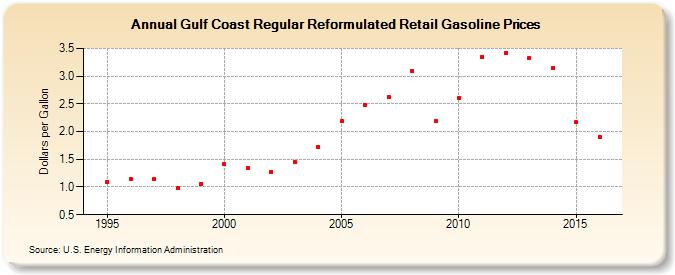 Annual Gulf Coast Regular Reformulated Retail Gasoline Prices
Dollars per Gallon
3.5
3.0
2.5
2.0
1.5
1.0
0.5
1995 2000 2005 2010 2015
Source: U.S. Energy Information Administration